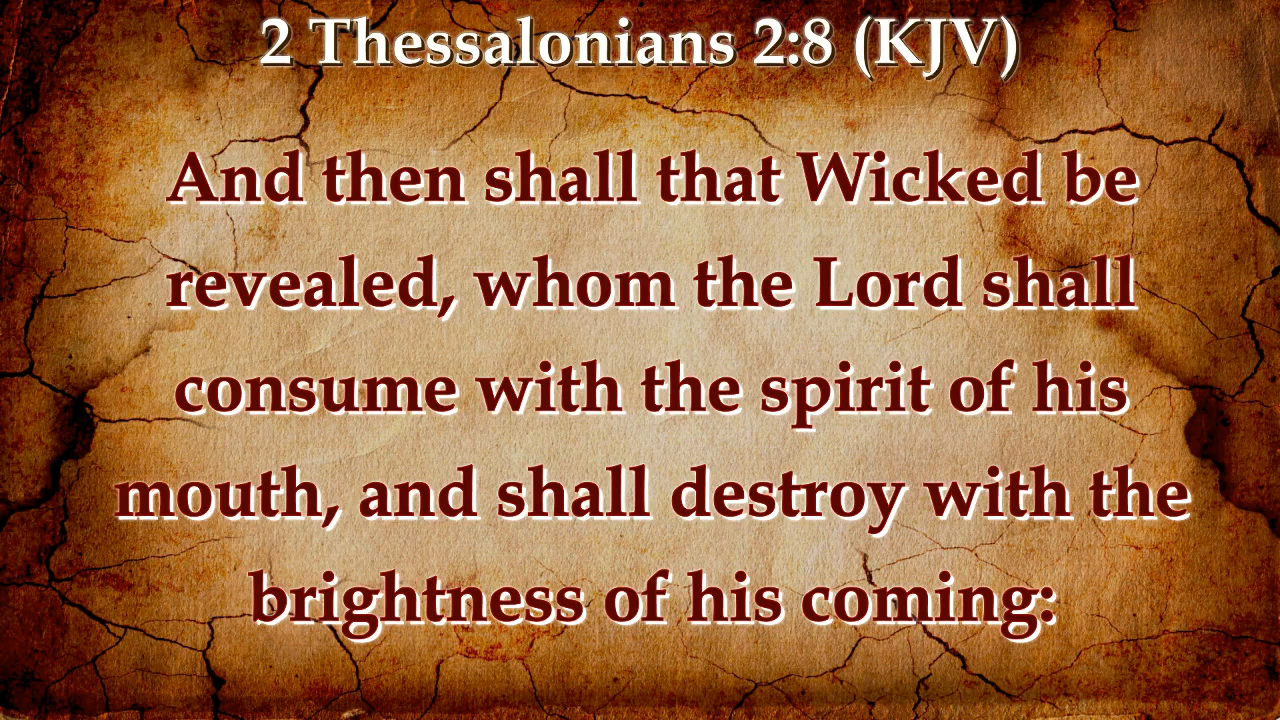 2 Thessalonians 2:8 (KJV)
And then shall that Wicked be
revealed, whom the Lord shall
consume with the spirit of his
mouth, and shall destroy with the
brightness of his coming: